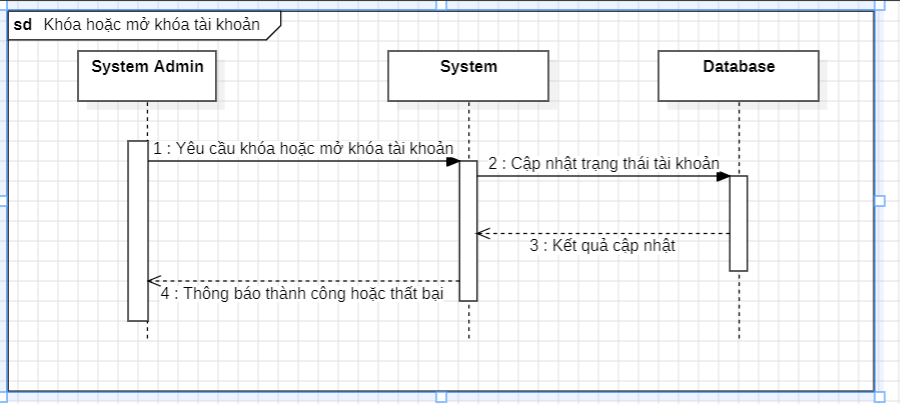 sd Khóa hoặc mở khóa tài khoản
System Admin
System
Database
1 : Yêu cầu khóa hoặc mở khóa tài khoản
2 : Cập nhật trạng thái tài khoản
3 : Kết quả cập nhật
4 : Thông báo thành công hoặc thất bại